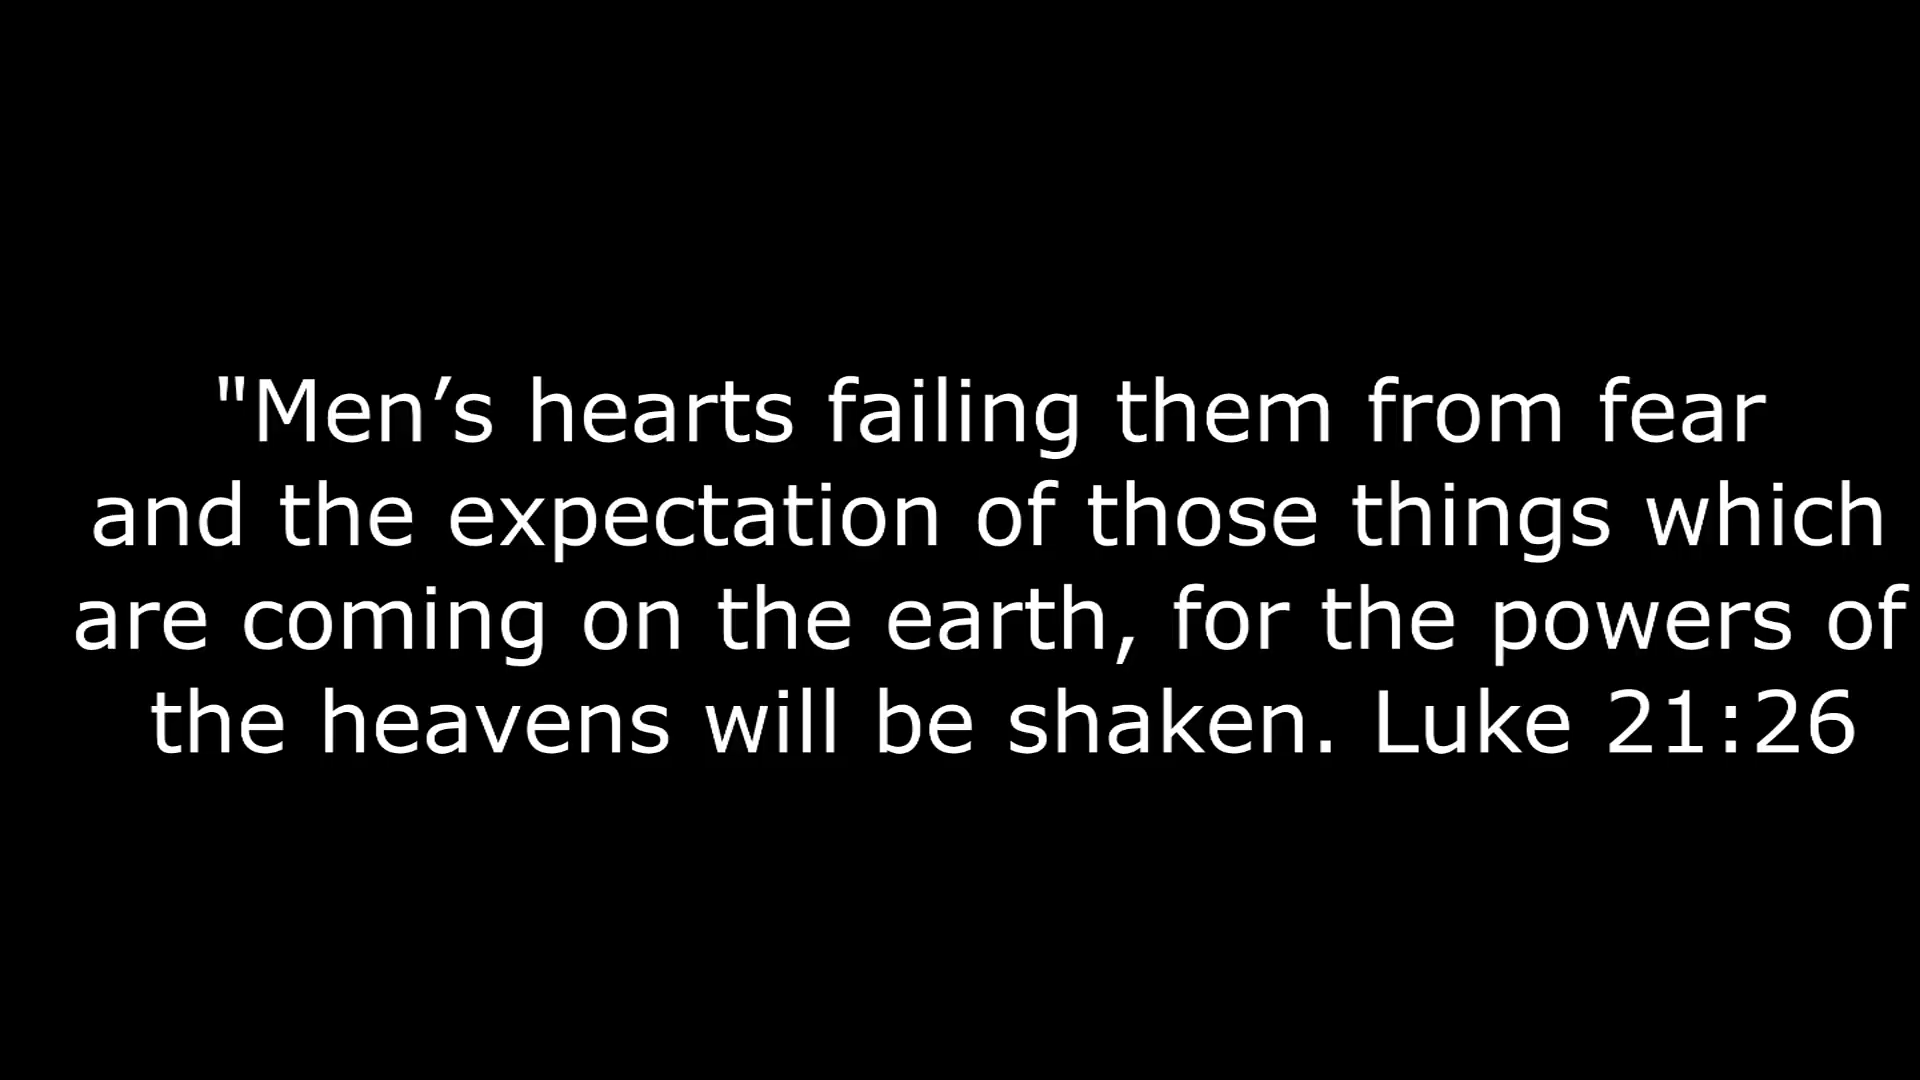 "Men’s hearts failing them from fear
and the expectation of those things which
are coming on the earth, for the powers of
the heavens will be shaken. Luke 21:26